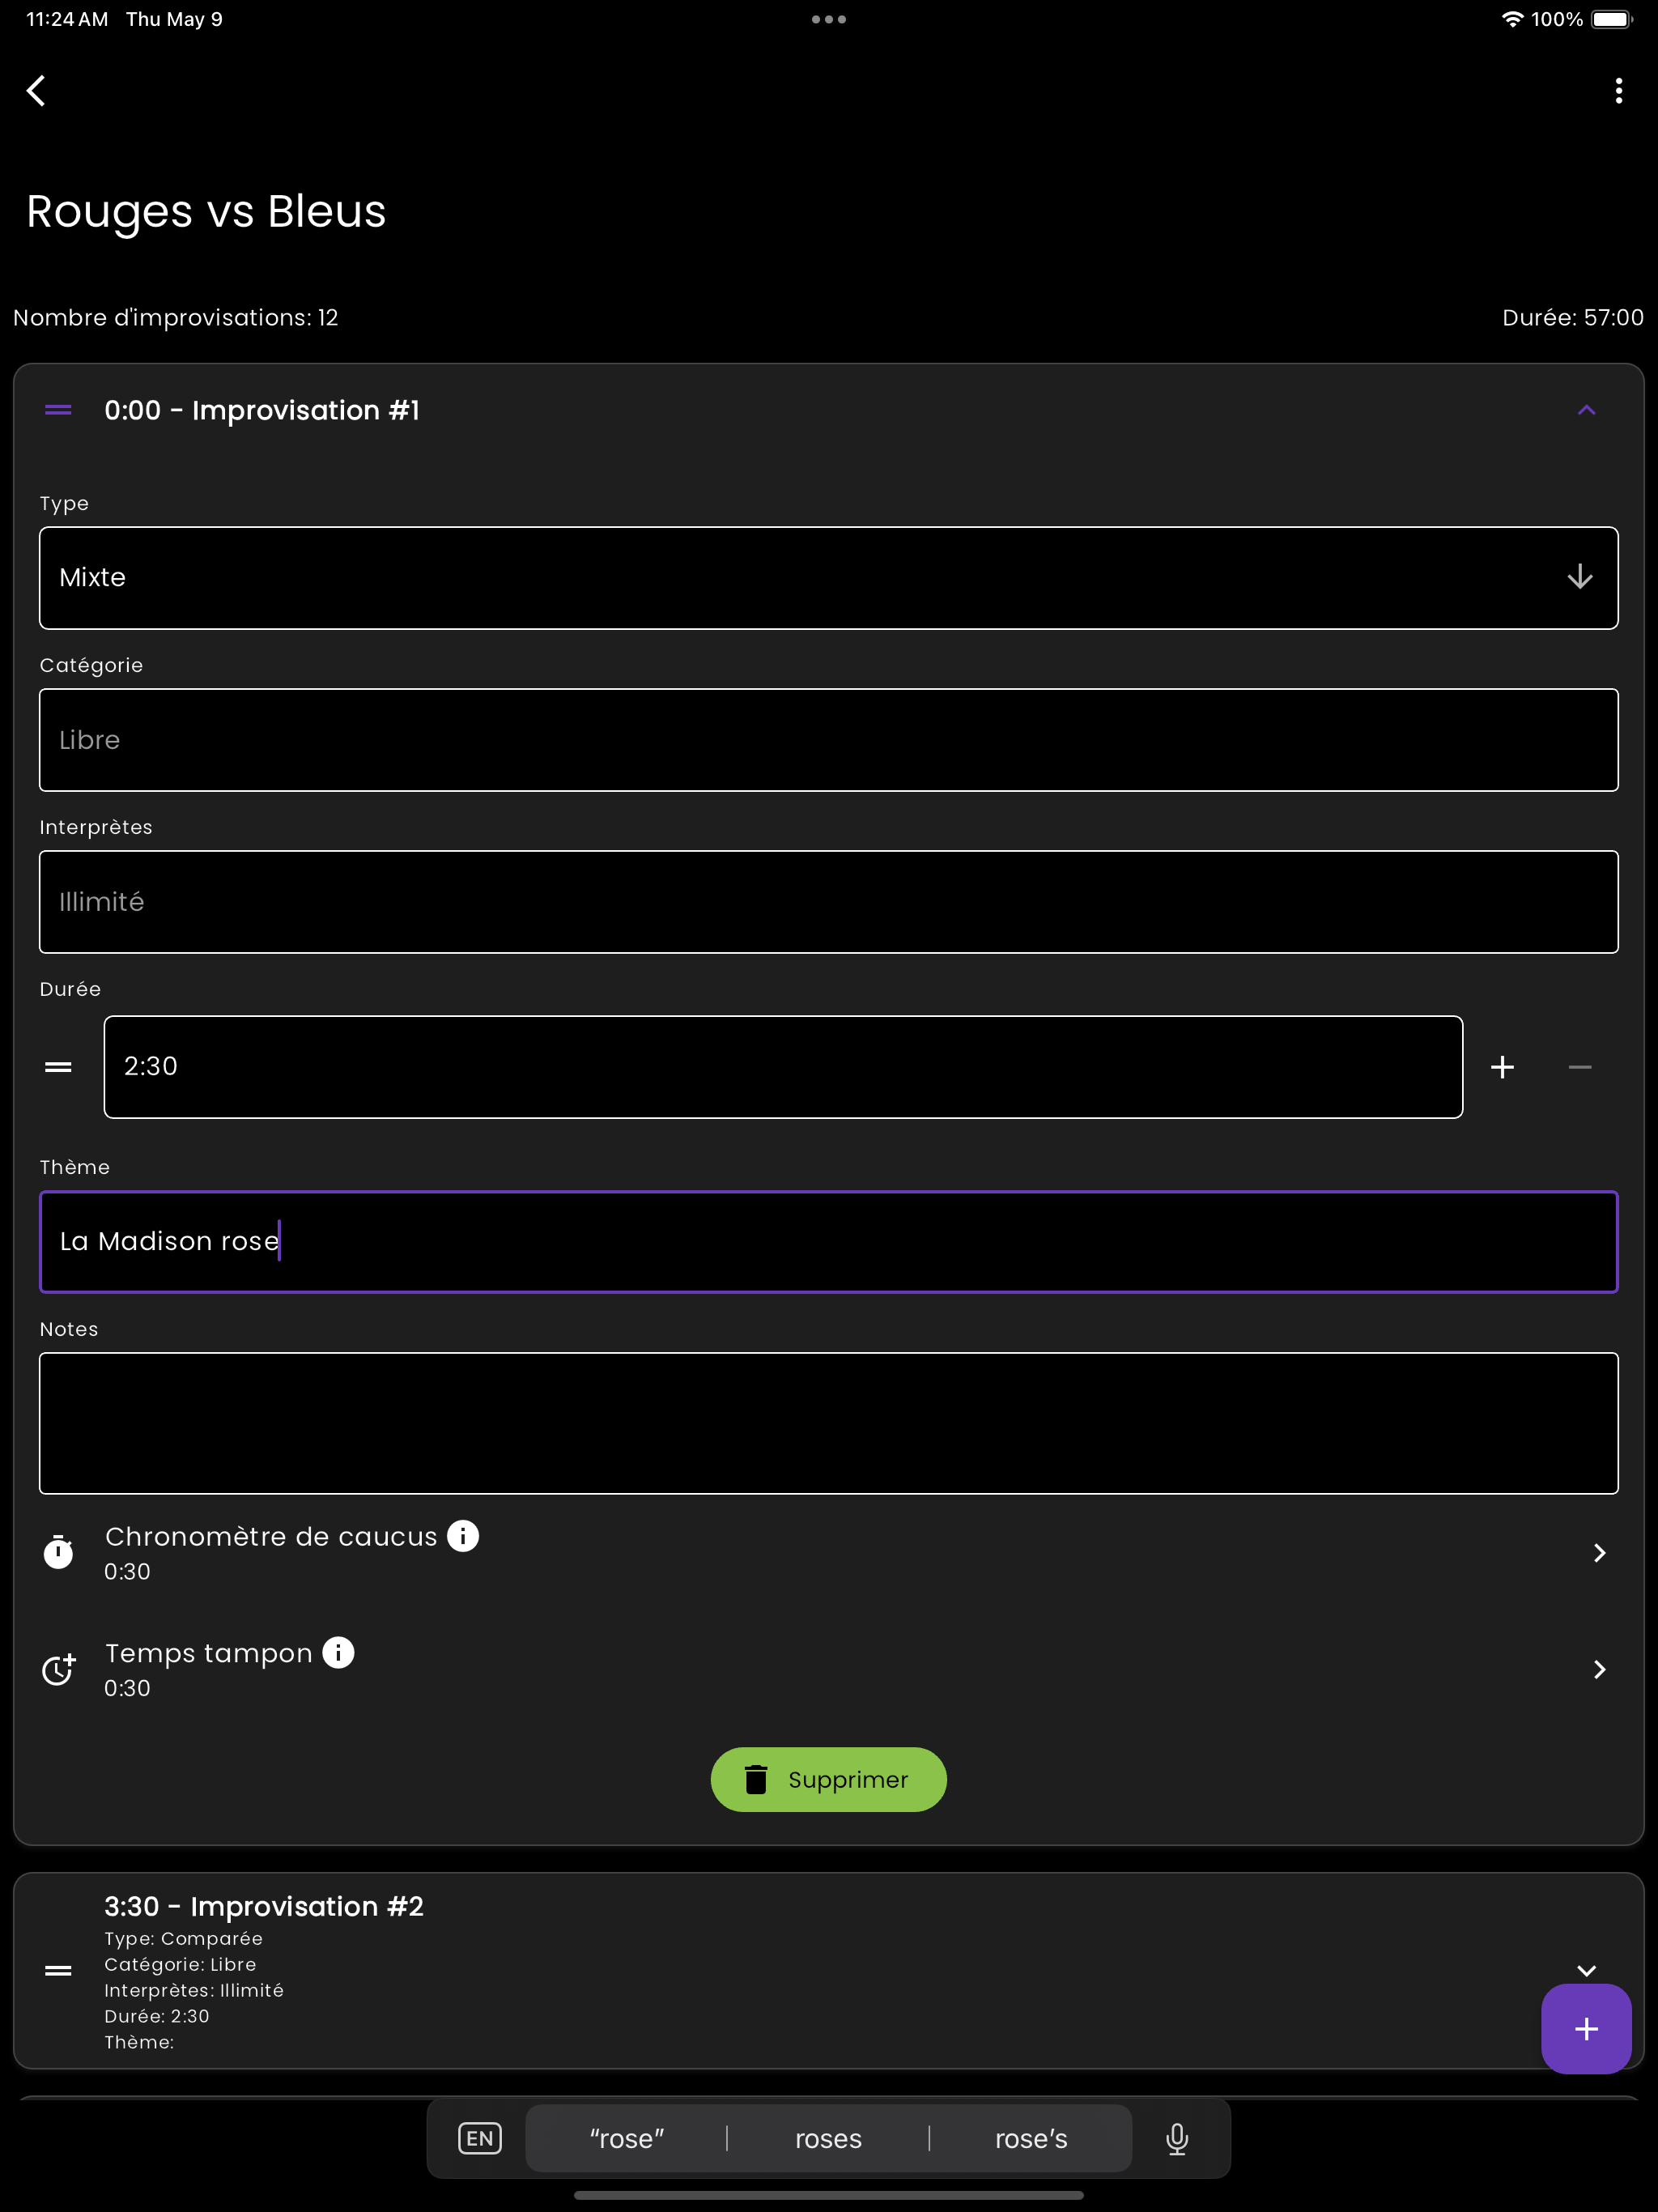 11:24 AM Thu May 9
100%
Rouges vs Bleus
Nombre d'improvisations: 12
Durée: 57:00
0:00 - Improvisation #1
Type
Mixte
Catégorie
Libre
Interprètes
Illimité
Durée
2:30
Thème
La Madison rose
Notes
Chronomètre de caucus
0:30
Temps tampon
0:30
Supprimer
3:30 - Improvisation #2
Type: Comparée
Catégorie: Libre
Interprètes: Illimité
Durée: 2:30
Thème:
EN
“rose”
roses
rose’s